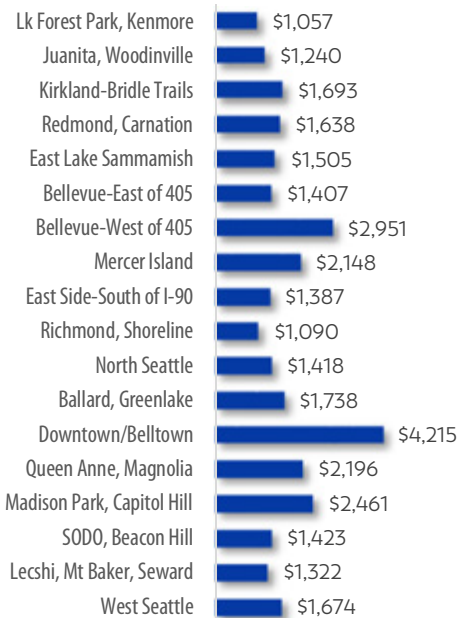 Lk Forest Park, Kenmore $1,057
Juanita, Woodinville $1,240
Kirkland-Bridle Trails $1,693
Redmond, Carnation $1,638
East Lake Sammamish $1,505
Bellevue-East of 405 $1,407
Bellevue-West of 405 $2,951
Mercer Island $2,148
East Side-South of I-90 $1,387
Richmond, Shoreline $1,090
North Seattle $1,418
Ballard, Greenlake $1,738
Downtown/Belltown $4,215
Queen Anne, Magnolia $2,196
Madison Park, Capitol Hill $2,461
SODO, Beacon Hill $1,423
Lecshi, Mt Baker, Seward $1,322
West Seattle $1,674